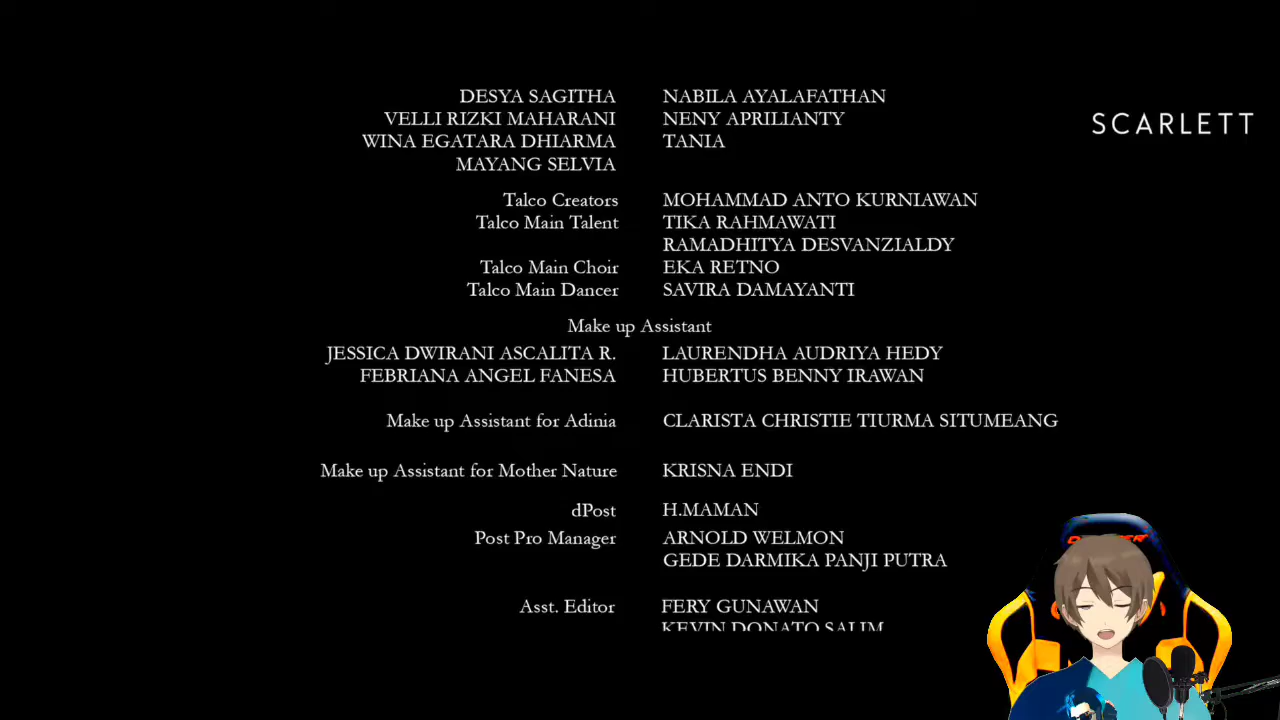 DESYA SAGITHA NABILA AYALAFATHAN
VELLI RIZKI MAHARANI NENY APRILIANTY
WINA EGATARA DHIARMA TANIA
MAYANG SELVIA
SCARLETT
Talco Creators MOHAMMAD ANTO KURNIAWAN
Talco Main Talent TIKA RAHMAWATI
RAMADHITYA DESVANZIALDY
Talco Main Choir EKA RETNO
Talco Main Dancer SAVIRA DAMAYANTI
Make up Assistant
JESSICA DWIRANI ASCALITA R. LAURENDHA AUDRIYA HEDY
FEBRIANA ANGEL FANESA HUBERTUS BENNY IRAWAN
Make up Assistant for Adinia CLARISTA CHRISTIE TIURMA SITUMEANG
Make up Assistant for Mother Nature KRISNA ENDI
dPost H.MAMAN
Post Pro Manager ARNOLD WELMON
GEDE DARMIKA PANJI PUTRA
Asst. Editor FERY GUNAWAN
KEVIN DONATO SALIM